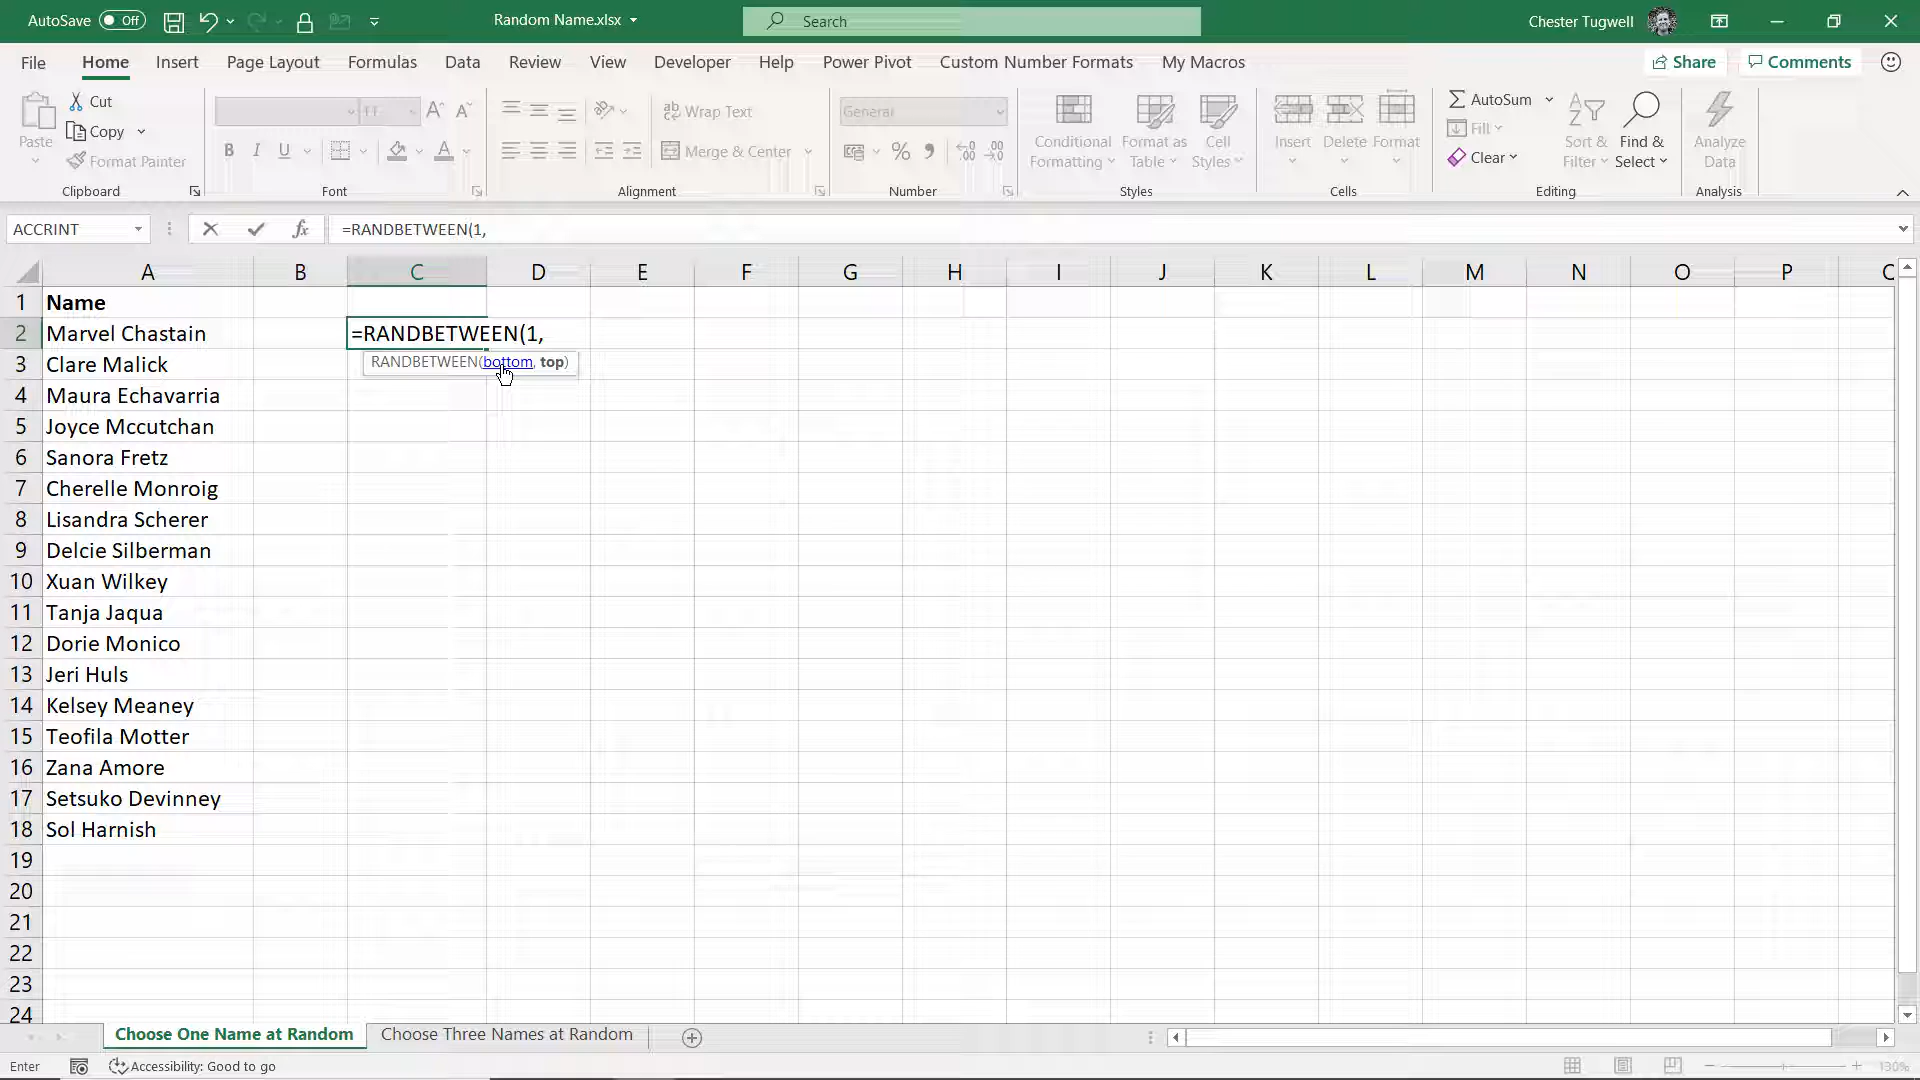 AutoSave Off Random Name.xlsx Search Chester Tugwell
File Home Insert Page Layout Formulas Data Review View Developer Help Power Pivot Custom Number Formats My Macros Share Comments
Paste Cut Copy Format Painter
Clipboard
11
B I U
Font
Wrap Text
Merge & Center
Alignment
General
Number
Conditional Formatting
Format as Table
Cell Styles
Styles
Insert Delete Format
Cells
AutoSum
Fill
Clear
Sort & Filter
Find & Select
Editing
Analyze Data
Analysis
ACCRINT fx =RANDBETWEEN(1,
A B C D E F G H I J K L M N O P
1 Name
2 Marvel Chastain =RANDBETWEEN(1,
RANDBETWEEN(bottom, top)
3 Clare Malick
4 Maura Echavarria
5 Joyce Mccutchan
6 Sanora Fretz
7 Cherelle Monroig
8 Lisandra Scherer
9 Delcie Silberman
10 Xuan Wilkey
11 Tanja Jaqua
12 Dorie Monico
13 Jeri Huls
14 Kelsey Meaney
15 Teofila Motter
16 Zana Amore
17 Setsuko Devinney
18 Sol Harnish
19
20
21
22
23
24
Choose One Name at Random Choose Three Names at Random
Enter Accessibility: Good to go 130%